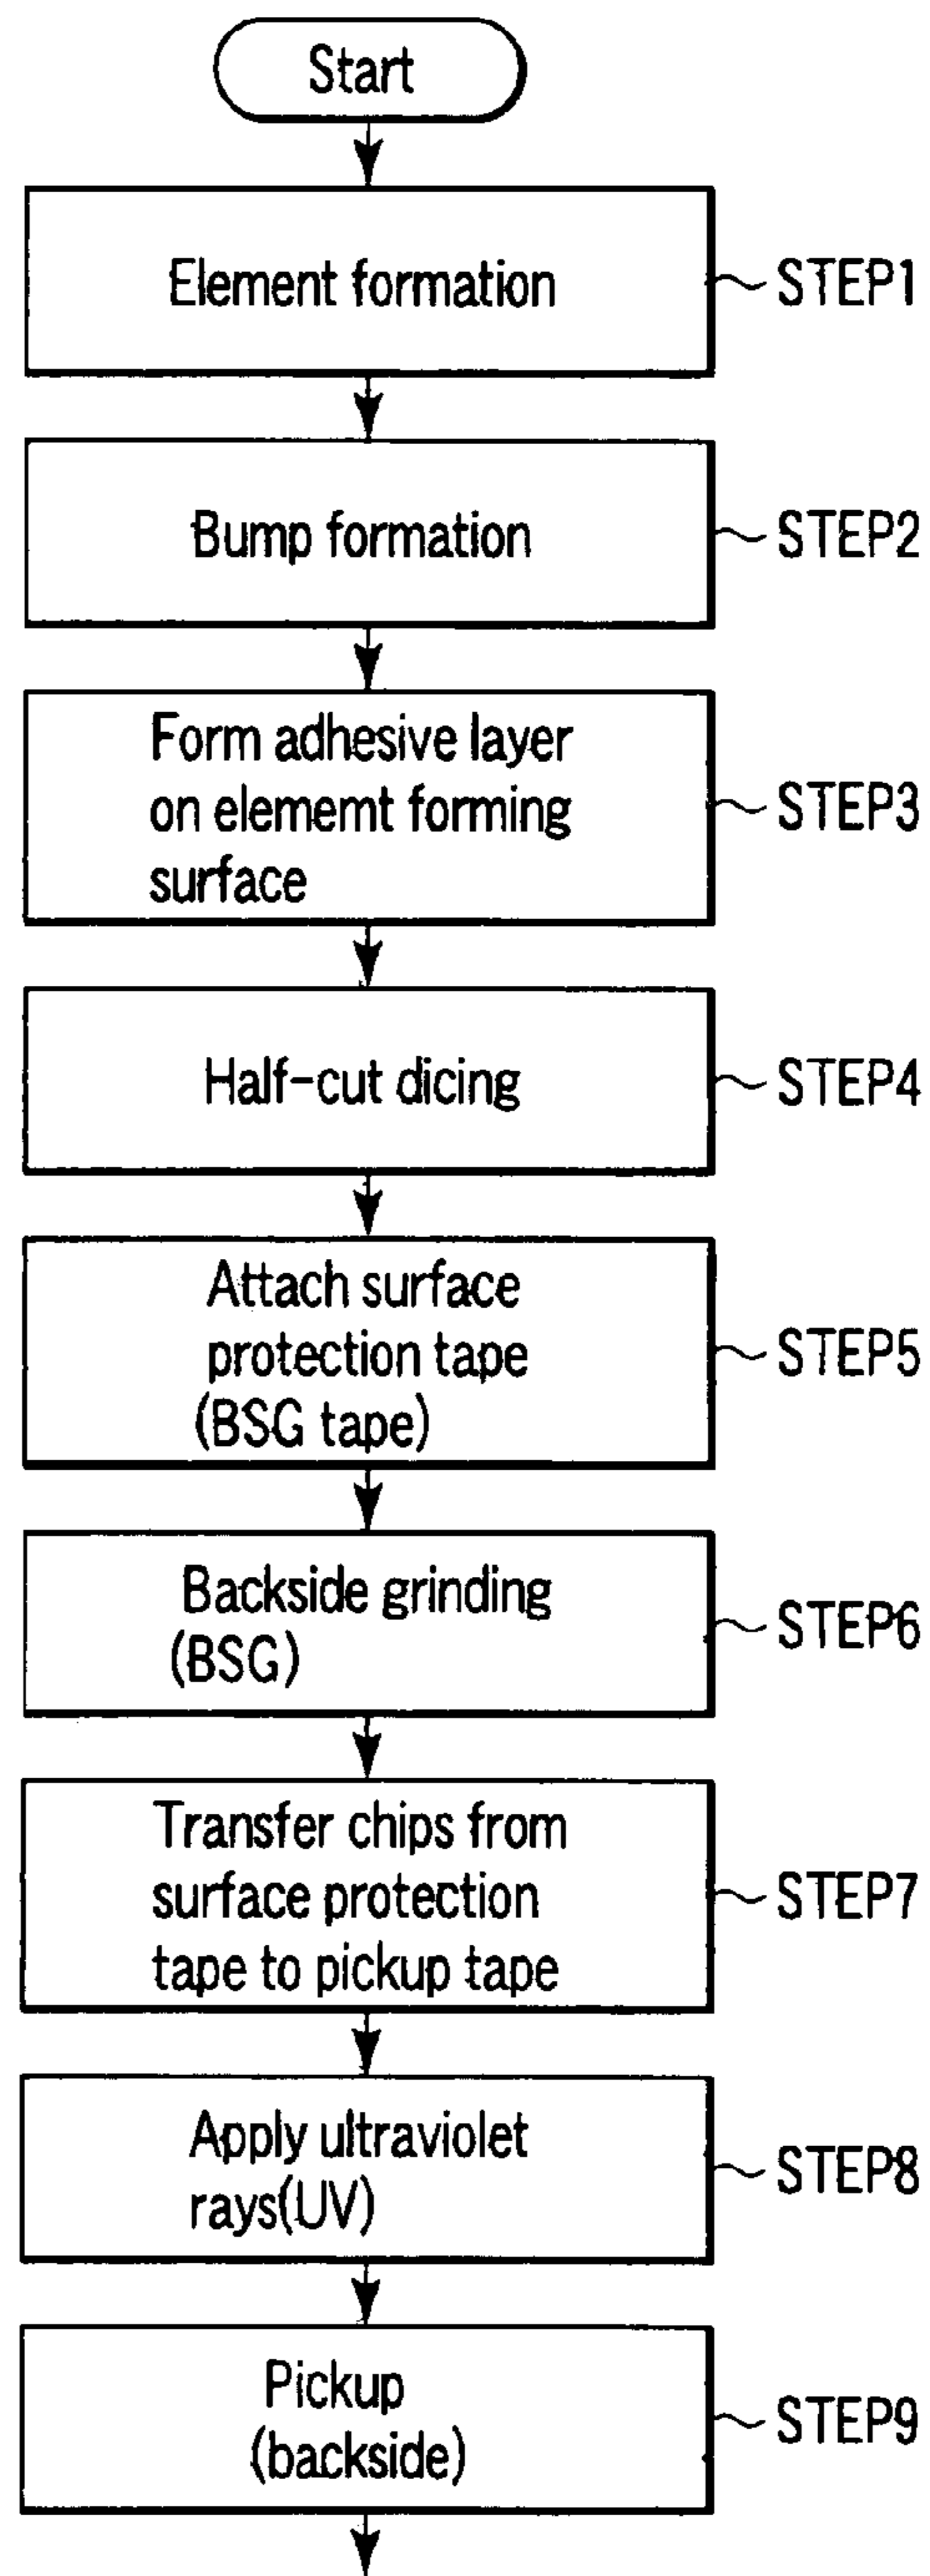 Start
Element formation
STEP1
Bump formation
STEP2
Form adhesive layer
on elememt forming
surface
STEP3
Half-cut dicing
STEP4
Attach surface
protection tape
(BSG tape)
STEP5
Backside grinding
(BSG)
STEP6
Transfer chips from
surface protection
tape to pickup tape
STEP7
Apply ultraviolet
rays(UV)
STEP8
Pickup
(backside)
STEP9